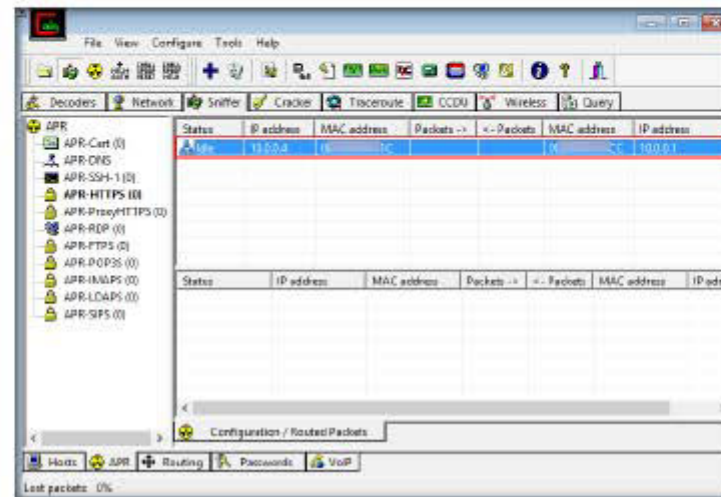 File View Configure Tools Help
Decoders Network Sniffer Cracker Traceroute CCDU Wireless Query
APR
APR-Cert (0)
APR-DNS
APR-SSH-1 (0)
APR-HTTPS (0)
APR-ProxyHTTPS (0)
APR-RDP (0)
APR-FTPS (0)
APR-POP3S (0)
APR-IMAPS (0)
APR-LDAPS (0)
APR-SIPS (0)
Status IP address MAC address Packets -> <- Packets MAC address IP address
Idle 10.0.0.4 10.0.0.1
Status IP address MAC address Packets -> <- Packets MAC address IP add
Configuration / Routed Packets
Hosts APR Routing Passwords VoIP
Lost packets: 0%